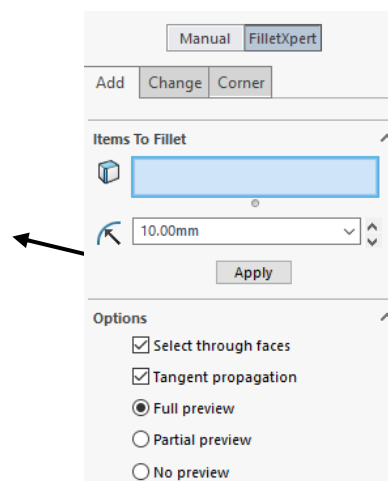 Manual FilletXpert
Add Change Corner
Items To Fillet
10.00mm
Apply
Options
Select through faces
Tangent propagation
Full preview
Partial preview
No preview